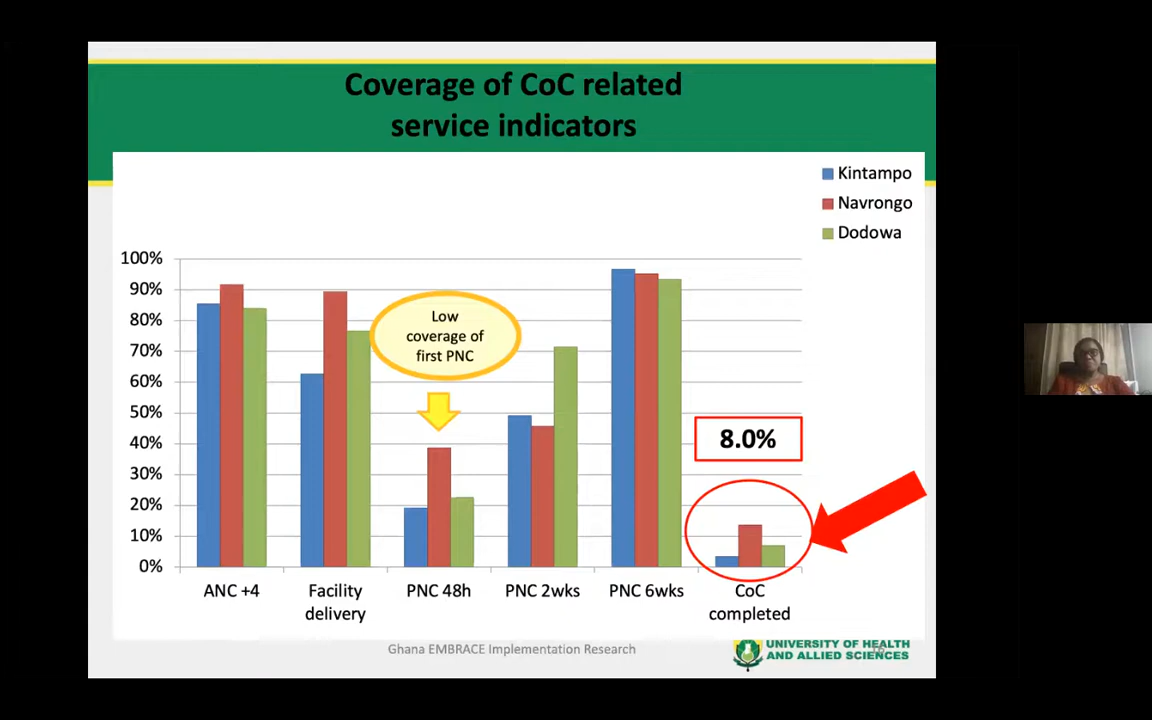 Coverage of CoC related
service indicators
Kintampo
Navrongo
Dodowa
100%
90%
80%
70%
60%
50%
40%
30%
20%
10%
0%
Low
coverage of
first PNC
8.0%
ANC +4
Facility
delivery
PNC 48h
PNC 2wks
PNC 6wks
CoC
completed
Ghana EMBRACE Implementation Research
UNIVERSITY OF HEALTH
AND ALLIED SCIENCES